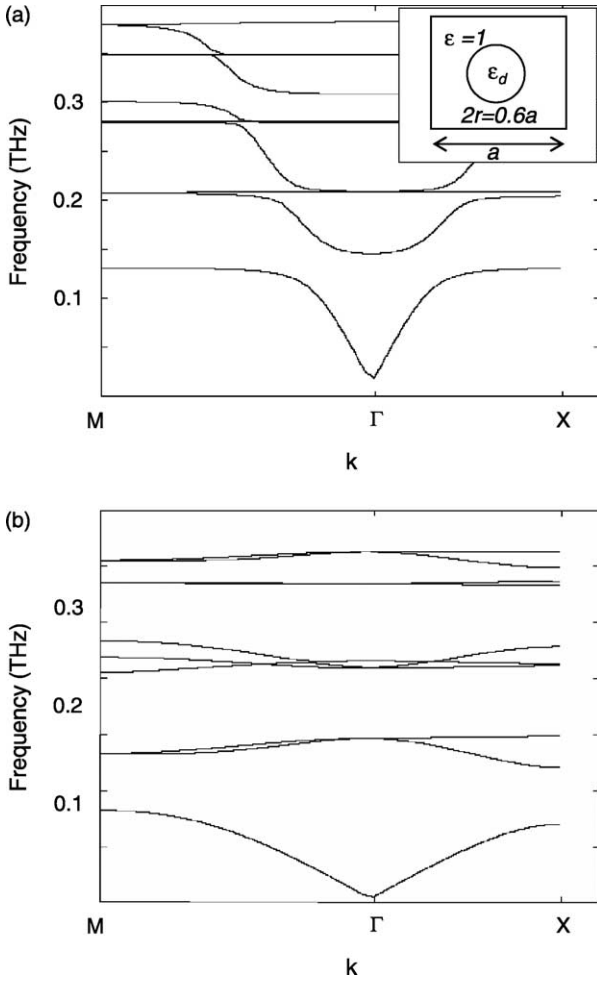 (a)
Frequency (THz)
0.3
0.2
0.1
ε =1
ε_d
2r=0.6a
a
M Γ X
k
(b)
Frequency (THz)
0.3
0.2
0.1
M Γ X
k